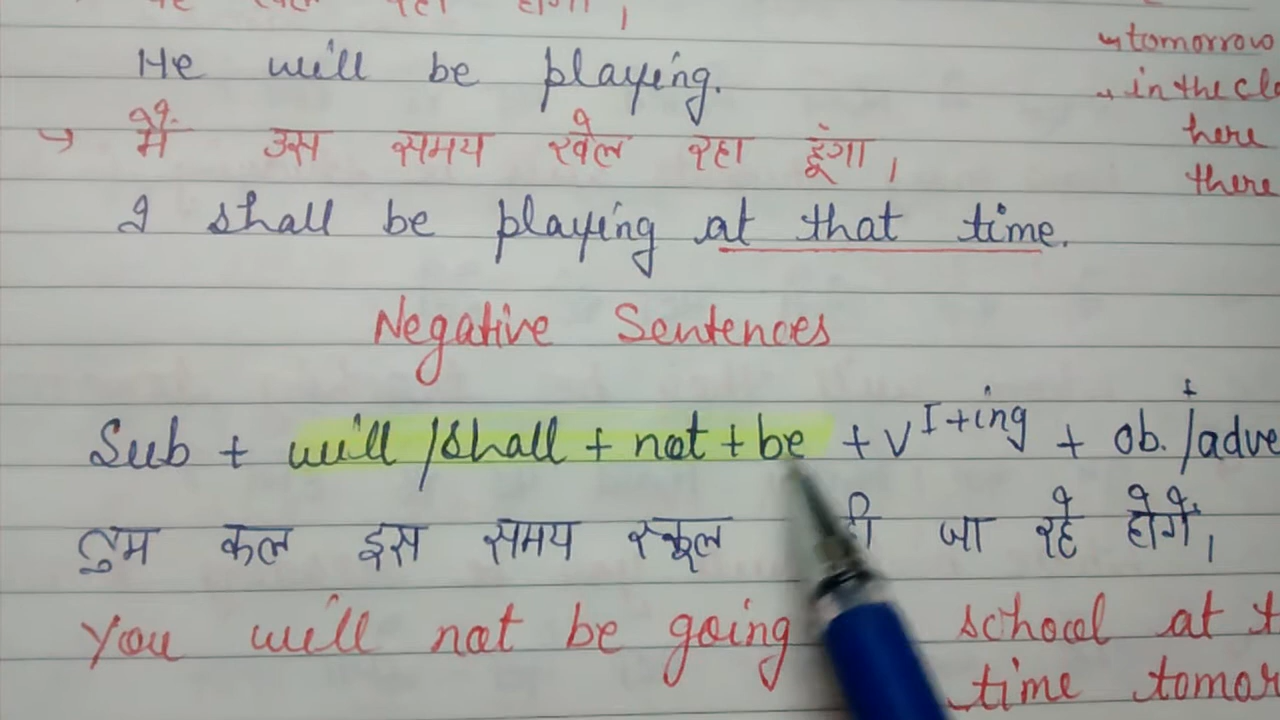 होगा।
He will be playing.
→ tomorrow
→ in the
here
there
→ मैं उस समय खेल रहा हूंगा।
I shall be playing at that time.
Negative Sentences
Sub + will /shall + not + be + V I+ing + ob. /adve
तुम कल इस समय स्कूल जा रहे होगें।
You will not be going school at
time tomor